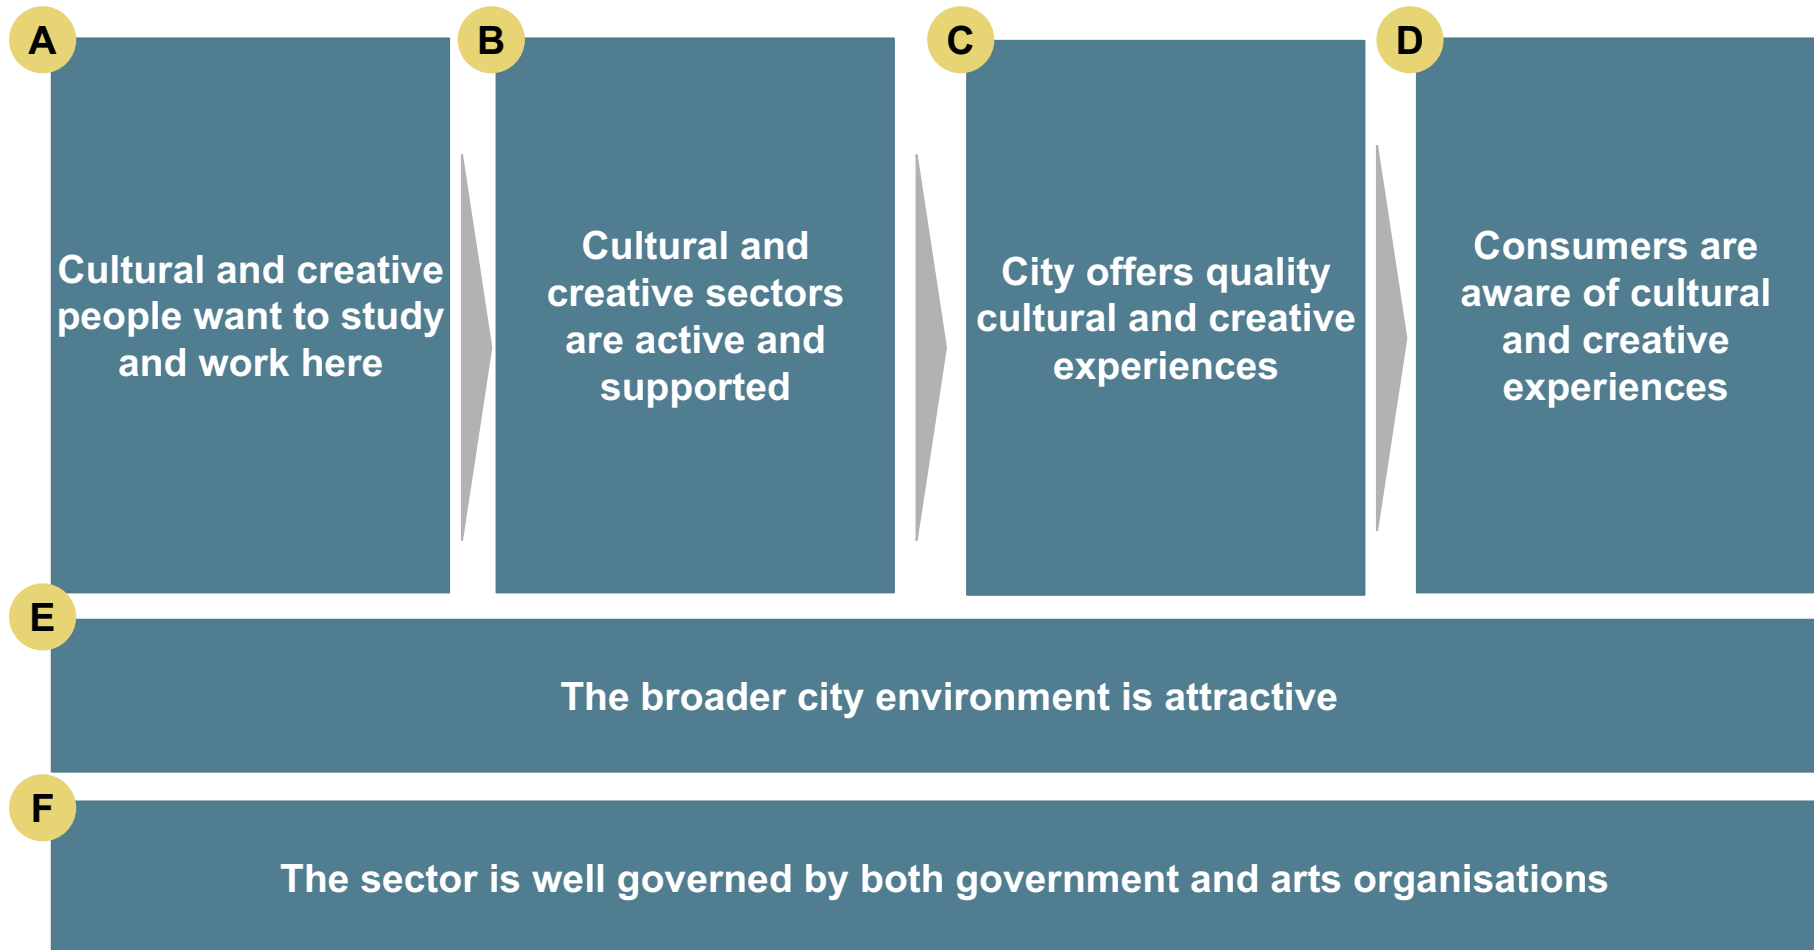 A
Cultural and creative
people want to study
and work here
B
Cultural and
creative sectors
are active and
supported
C
City offers quality
cultural and creative
experiences
D
Consumers are
aware of cultural
and creative
experiences
E
The broader city environment is attractive
F
The sector is well governed by both government and arts organisations